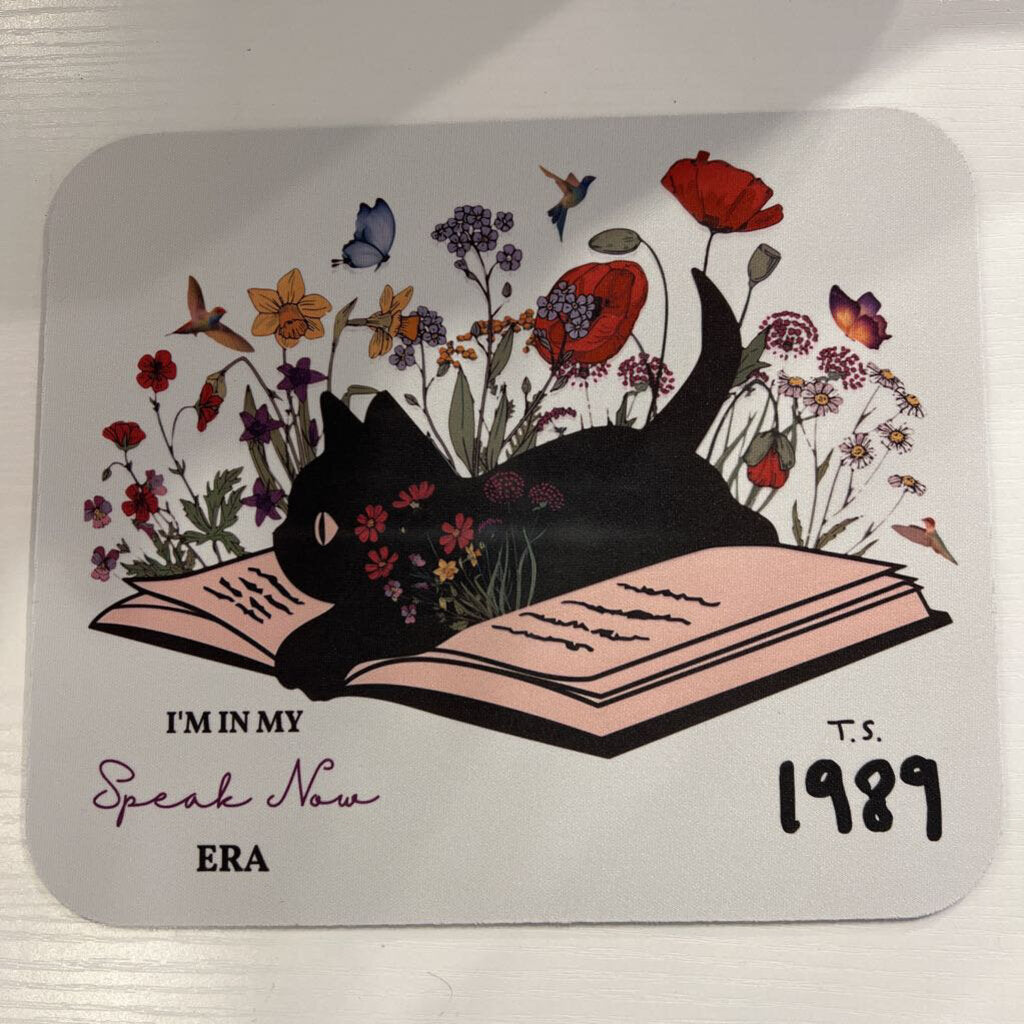 I'M IN MY
Speak Now
ERA
T.S.
1989